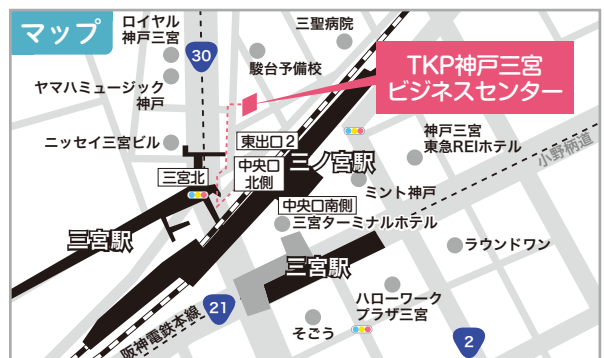 マップ
ロイヤル
神戸三宮
三聖病院
30
駿台予備校
TKP神戸三宮
ビジネスセンター
ヤマハミュージック
神戸
ニッセイ三宮ビル
東出口2
三ノ宮駅
神戸三宮
東急REIホテル
小野柄通
三宮北
中央口
北側
ミント神戸
中央口南側
三宮ターミナルホテル
三宮駅
三宮駅
ラウンドワン
ハローワーク
プラザ三宮
21
阪神電鉄本線
そごう
2